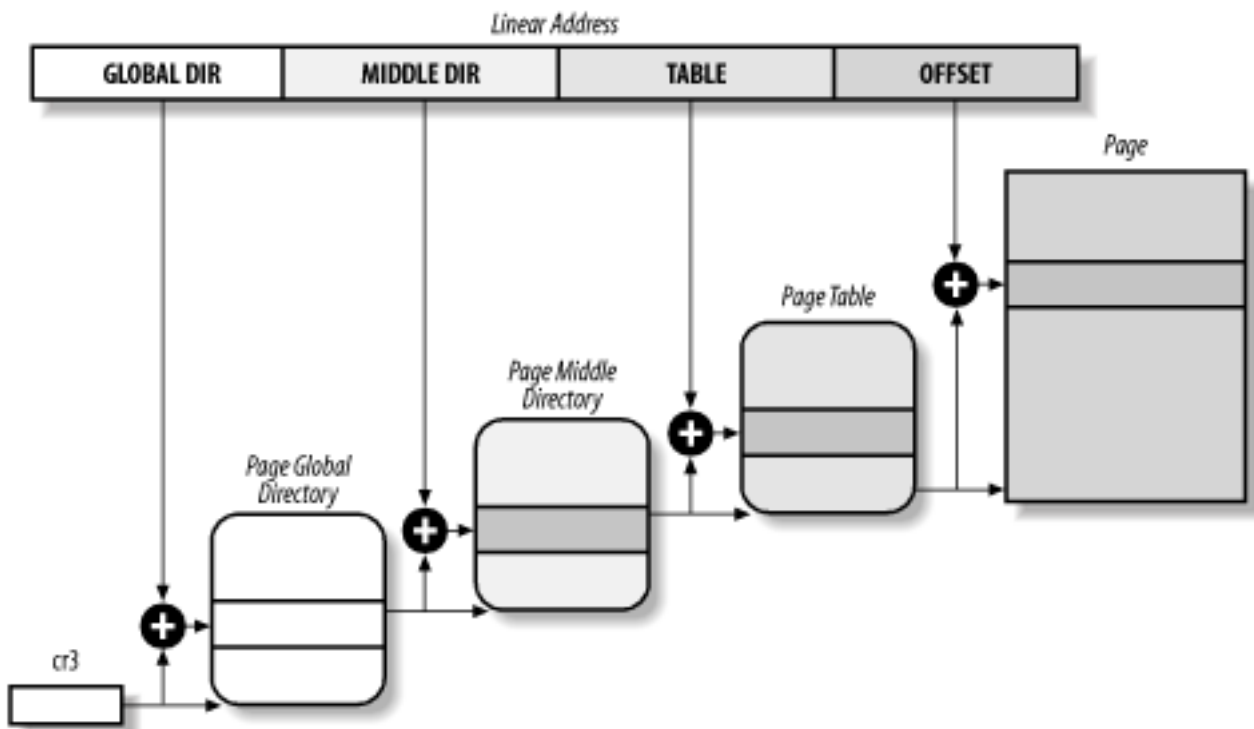 Linear Address
GLOBAL DIR
MIDDLE DIR
TABLE
OFFSET
Page
Page Table
Page Middle
Directory
Page Global
Directory
cr3